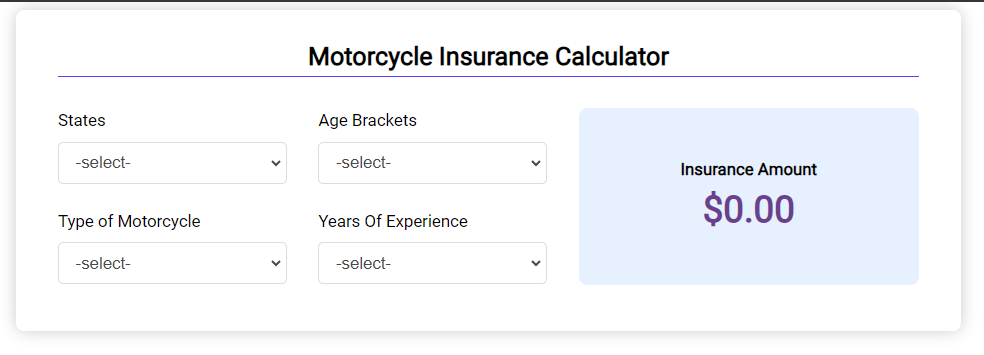 Motorcycle Insurance Calculator
States
Age Brackets
-select-
-select-
Insurance Amount
$0.00
Type of Motorcycle
Years Of Experience
-select-
-select-